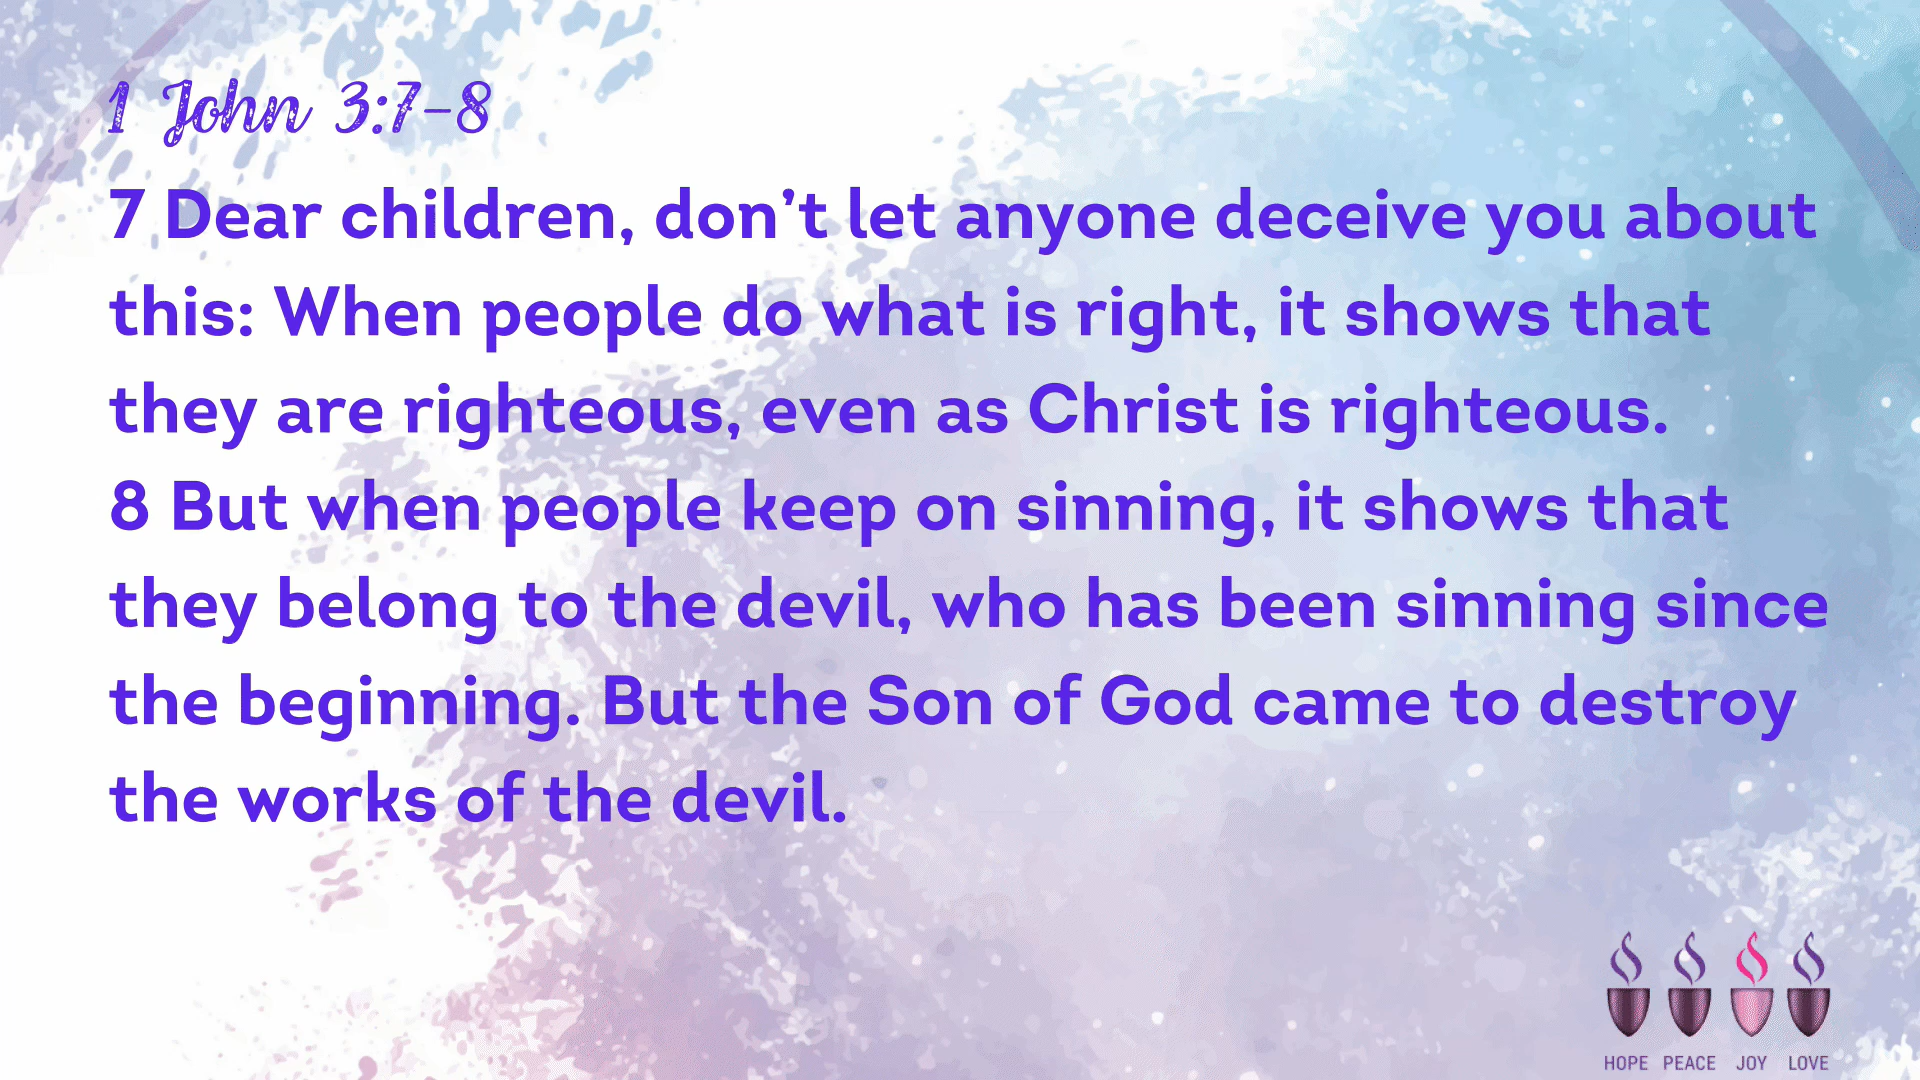 1 John 3:7-8
7 Dear children, don’t let anyone deceive you about
this: When people do what is right, it shows that
they are righteous, even as Christ is righteous.
8 But when people keep on sinning, it shows that
they belong to the devil, who has been sinning since
the beginning. But the Son of God came to destroy
the works of the devil.
HOPE PEACE JOY LOVE